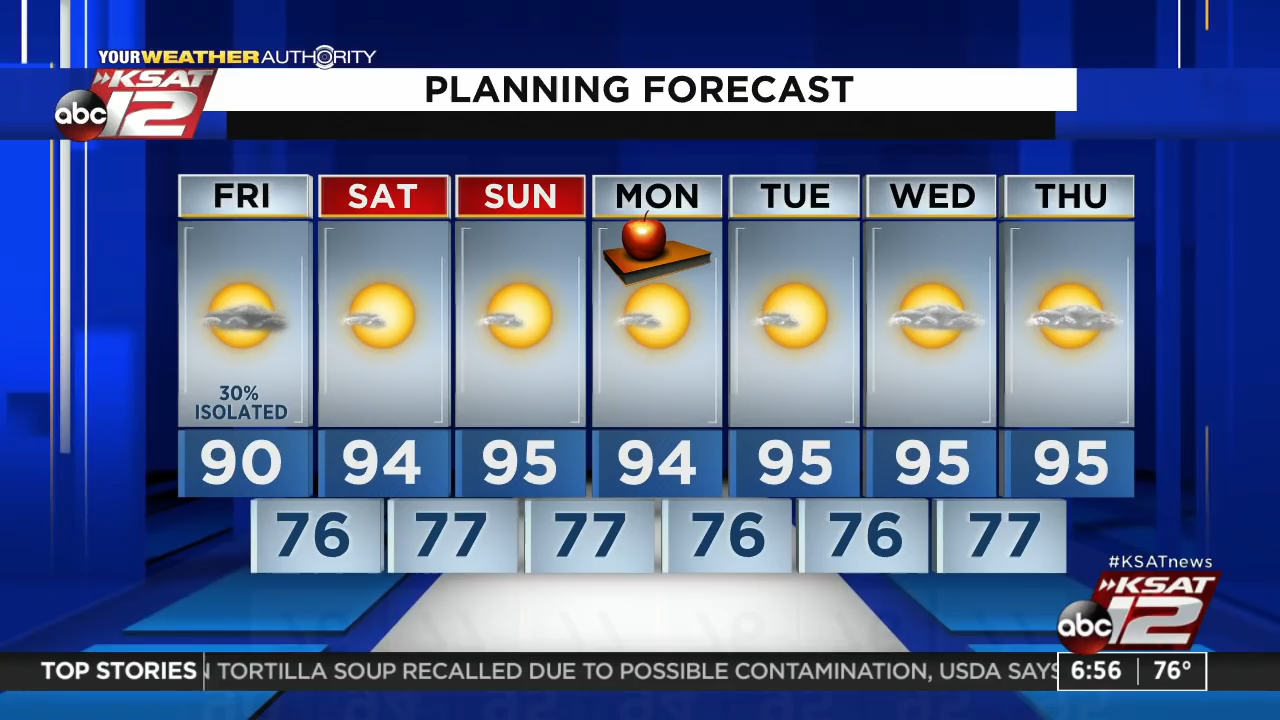 YOURWEATHERAUTHORITY
KSAT
abc 12
PLANNING FORECAST
FRI SAT SUN MON TUE WED THU
30%
ISOLATED
90 94 95 94 95 95 95
76 77 77 76 76 77
#KSATnews
KSAT
abc 12
TOP STORIES TORTILLA SOUP RECALLED DUE TO POSSIBLE CONTAMINATION, USDA SAYS 6:56 76°